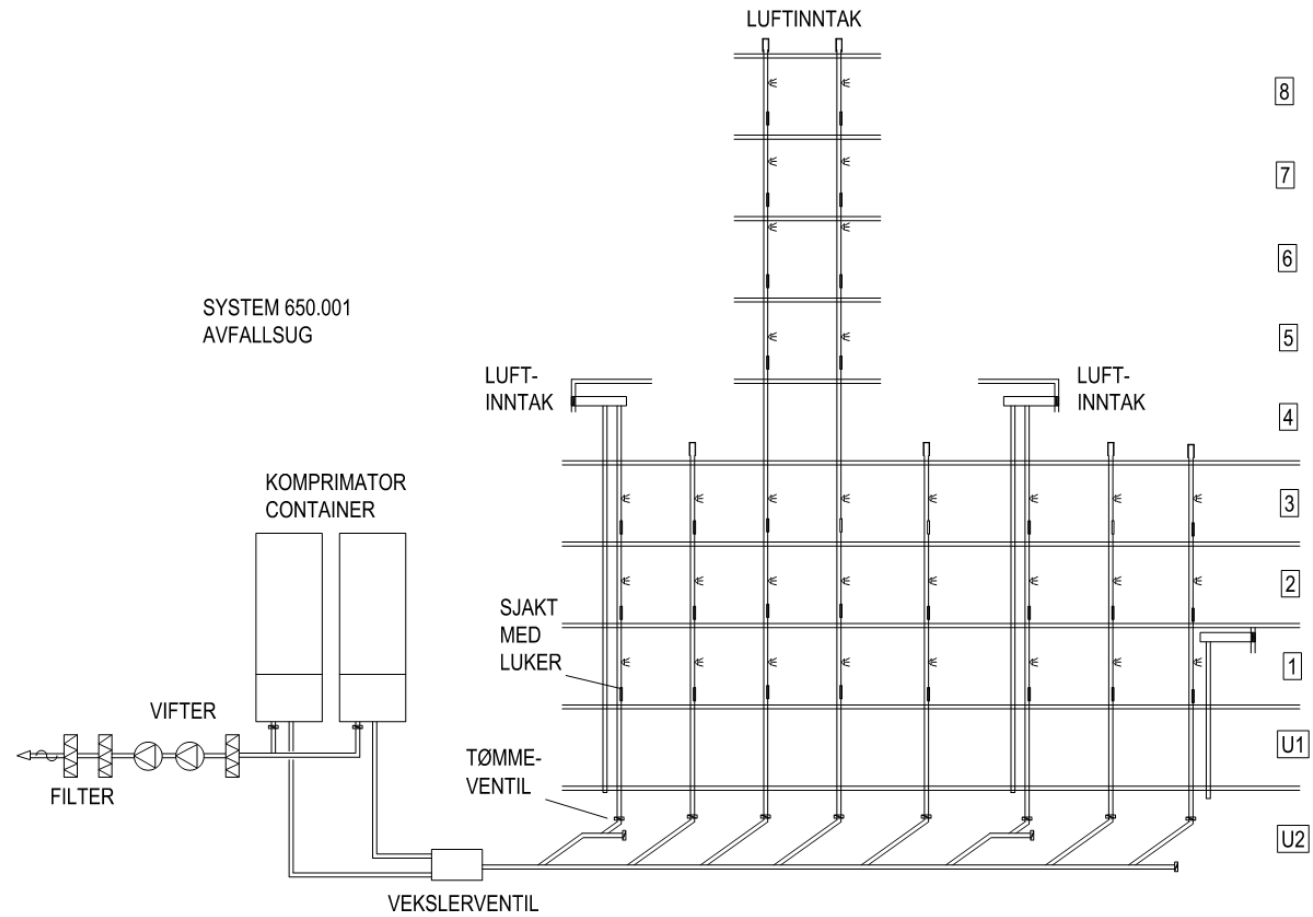 LUFTINNTAK
8
7
6
SYSTEM 650.001
AVFALLSUG
5
LUFT-
INNTAK
LUFT-
INNTAK
4
KOMPRIMATOR
CONTAINER
3
2
SJAKT
MED
LUKER
1
VIFTER
U1
TØMME-
VENTIL
FILTER
U2
VEKSLERVENTIL